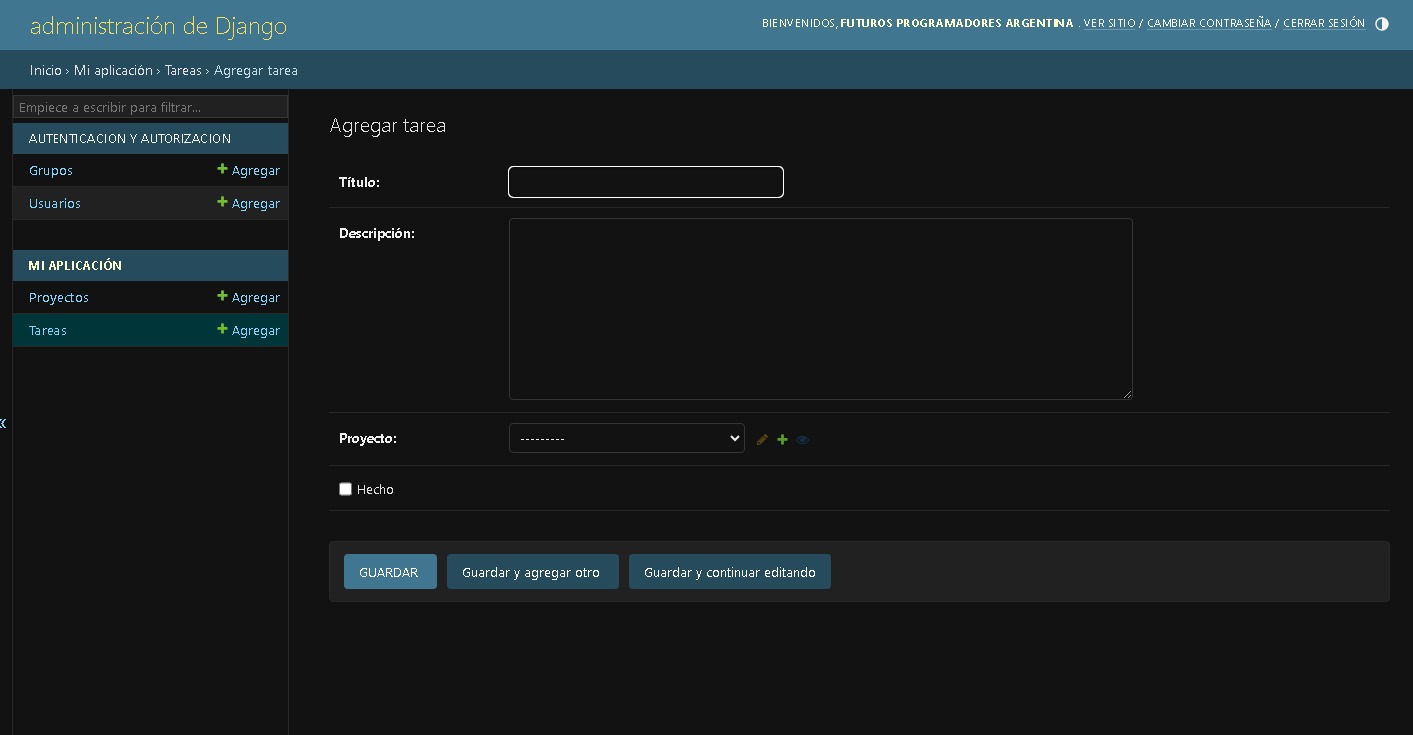 administración de Django
BIENVENIDOS, FUTUROS PROGRAMADORES ARGENTINA . VER SITIO / CAMBIAR CONTRASEÑA / CERRAR SESIÓN
Inicio › Mi aplicación › Tareas › Agregar tarea
«
Empiece a escribir para filtrar...
AUTENTICACION Y AUTORIZACION
Grupos + Agregar
Usuarios + Agregar
MI APLICACIÓN
Proyectos + Agregar
Tareas + Agregar
Agregar tarea
Título:
Descripción:
Proyecto: ---------
Hecho
GUARDAR Guardar y agregar otro Guardar y continuar editando